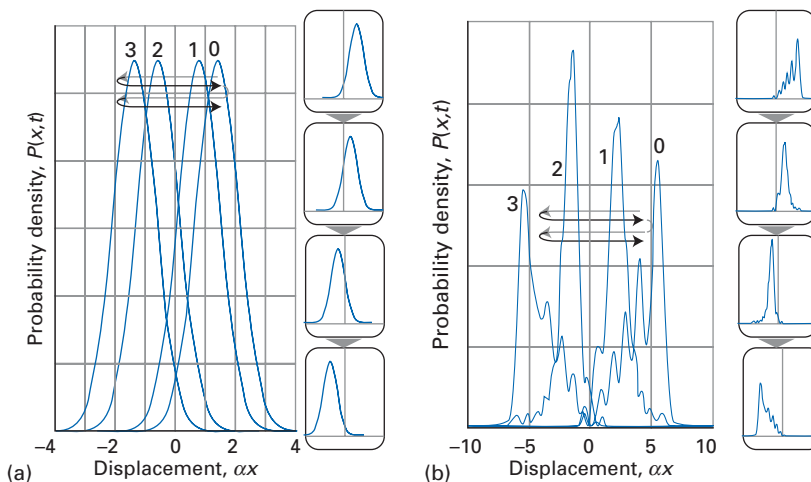 Probability density, P(x,t)
3 2 1 0
–4 –2 0 2 4
Displacement, αx
(a)
Probability density, P(x,t)
3 2 1 0
–10 –5 0 5 10
Displacement, αx
(b)